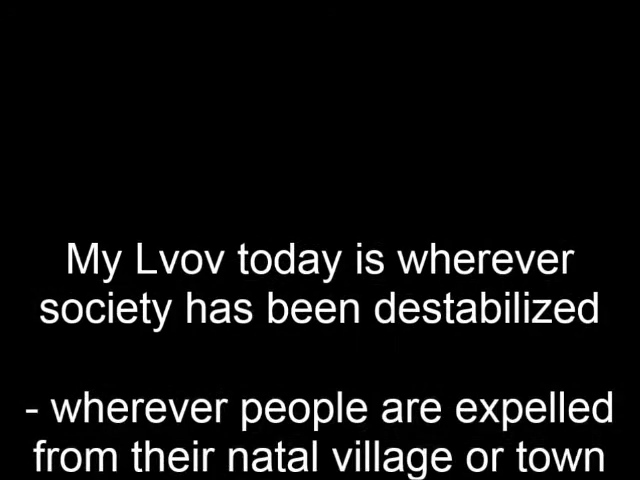 My Lvov today is wherever
society has been destabilized
- wherever people are expelled
from their natal village or town